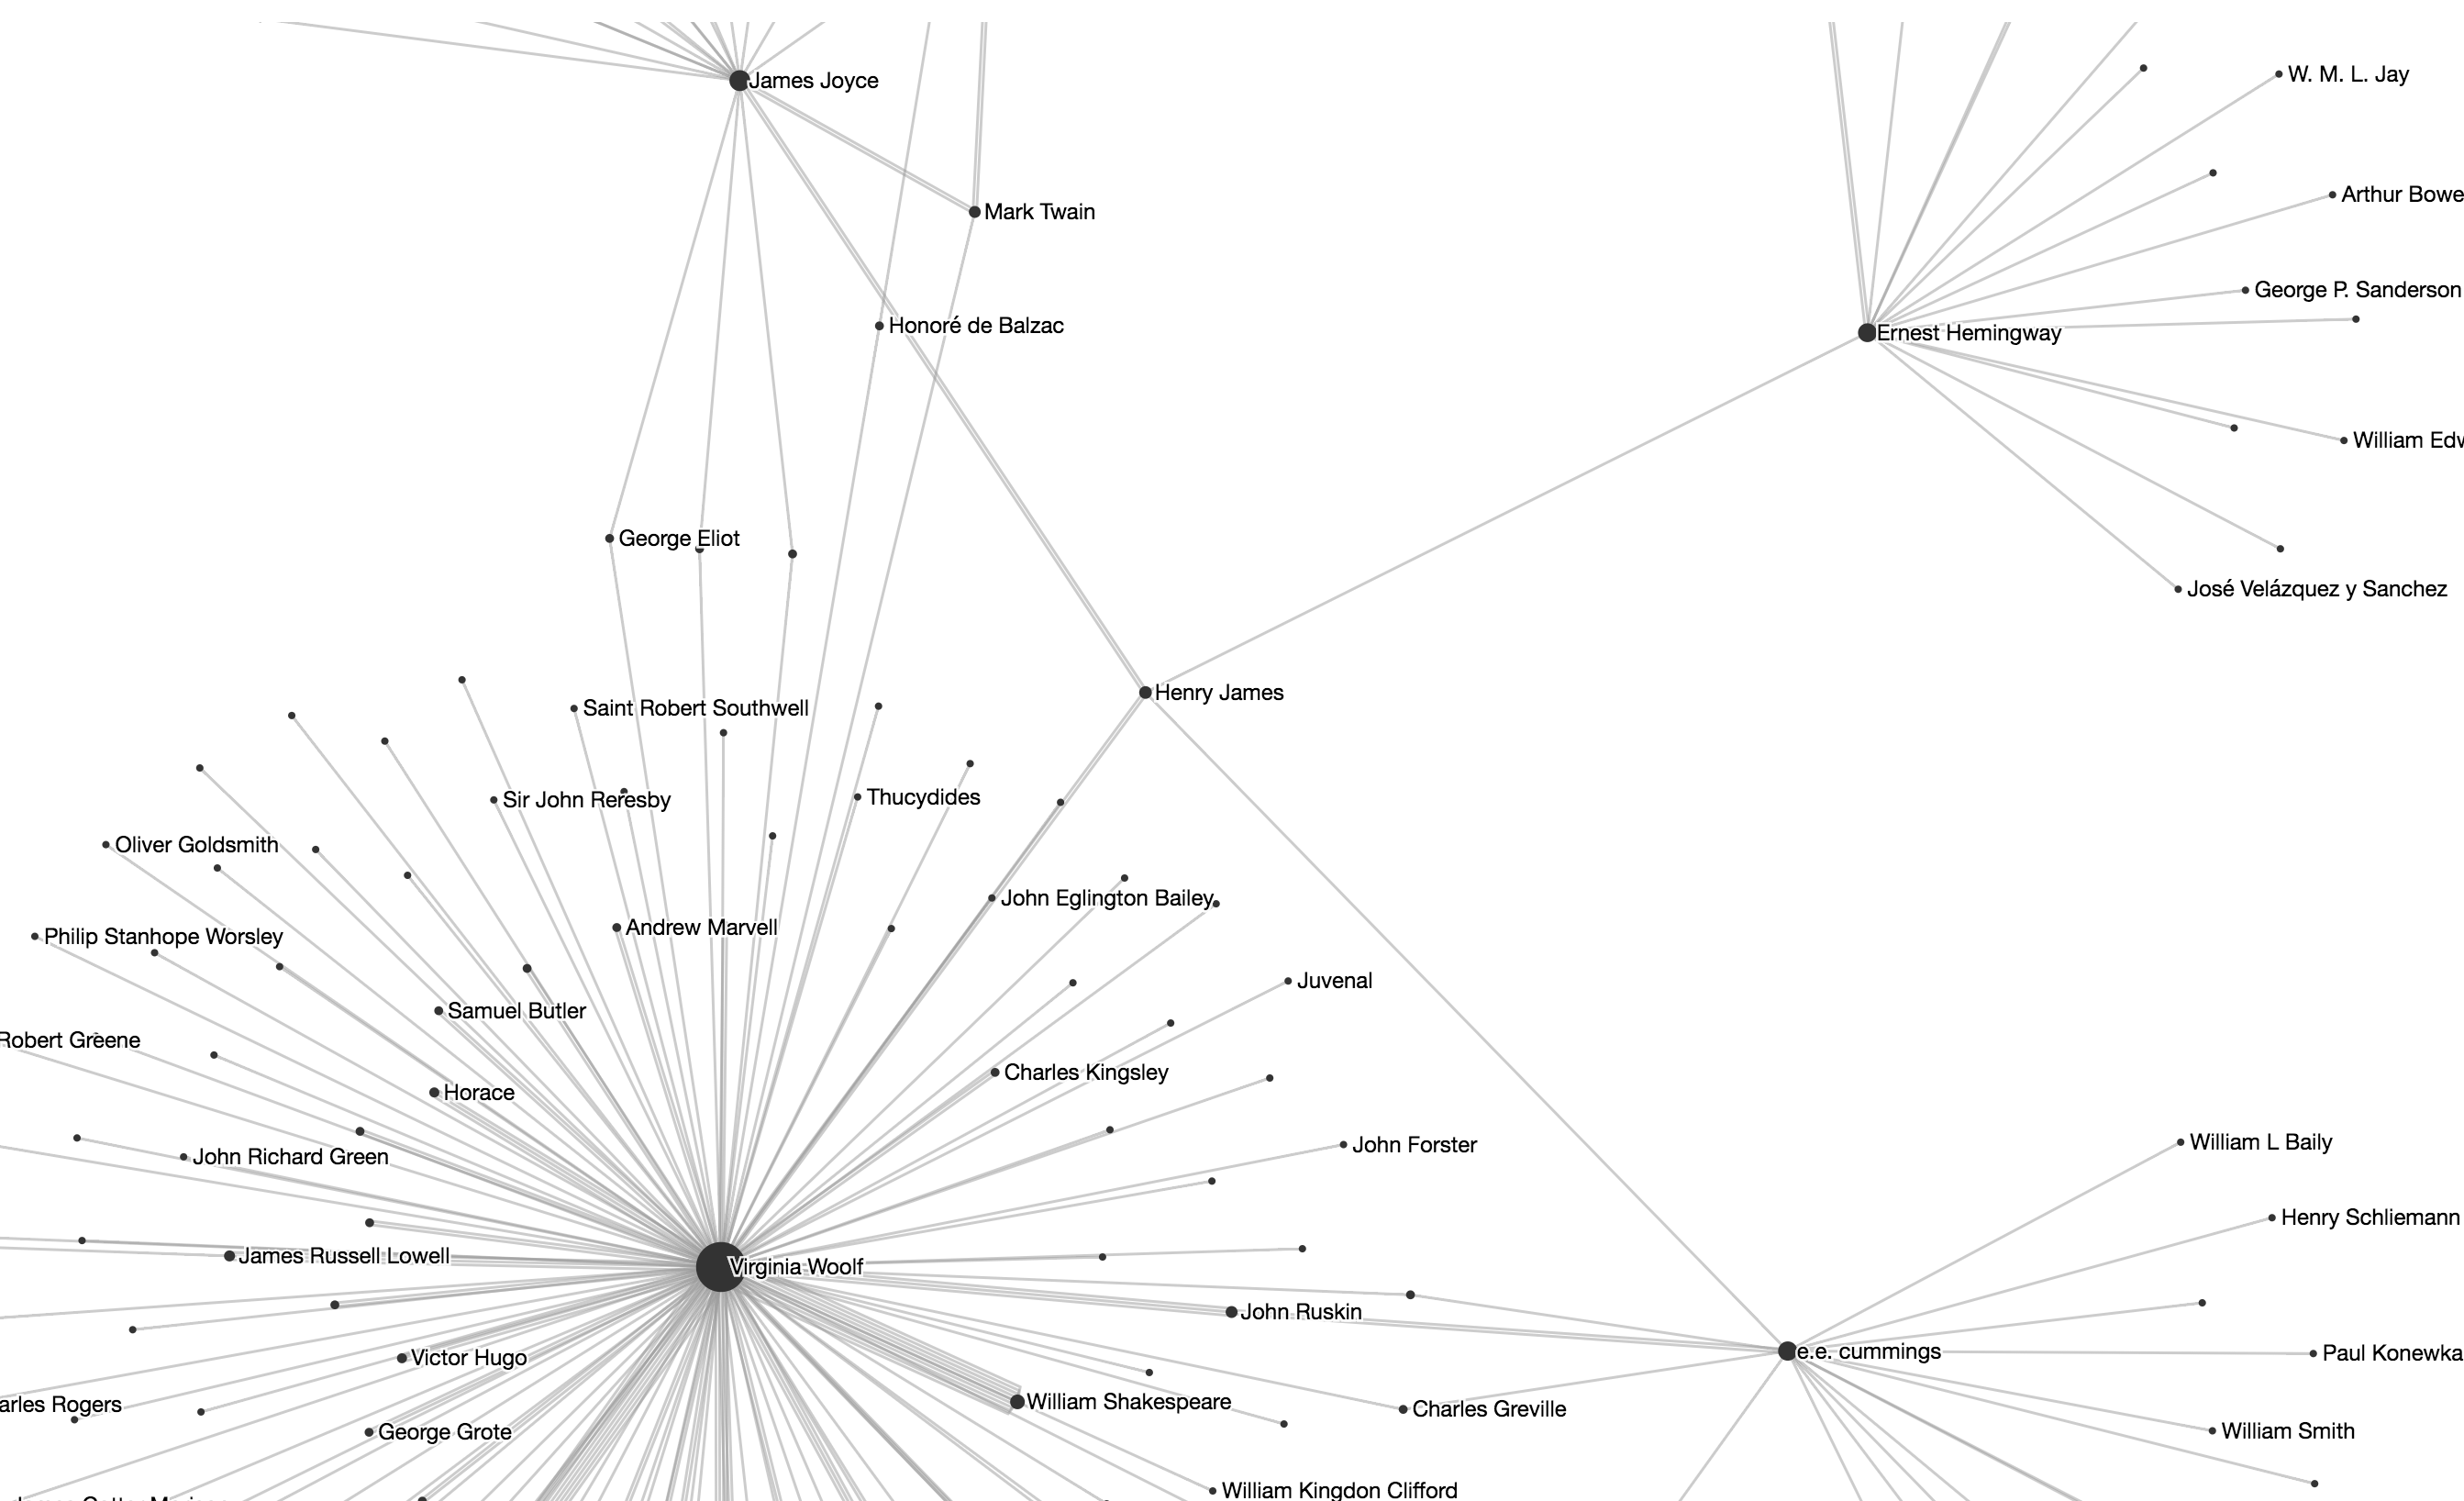 W. M. L. Jay
James Joyce
Arthur Bowe
Mark Twain
George P. Sanderson
Honoré de Balzac
Ernest Hemingway
William Edw
George Eliot
José Velázquez y Sanchez
Henry James
Saint Robert Southwell
Thucydides
Sir John Reresby
Oliver Goldsmith
John Eglington Bailey
Andrew Marvell
Philip Stanhope Worsley
Juvenal
Samuel Butler
Robert Greene
Charles Kingsley
Horace
William L Baily
John Forster
John Richard Green
Henry Schliemann
James Russell Lowell
Virginia Woolf
John Ruskin
e.e. cummings
Paul Konewka
Victor Hugo
William Shakespeare
arles Rogers
Charles Greville
William Smith
George Grote
William Kingdon Clifford